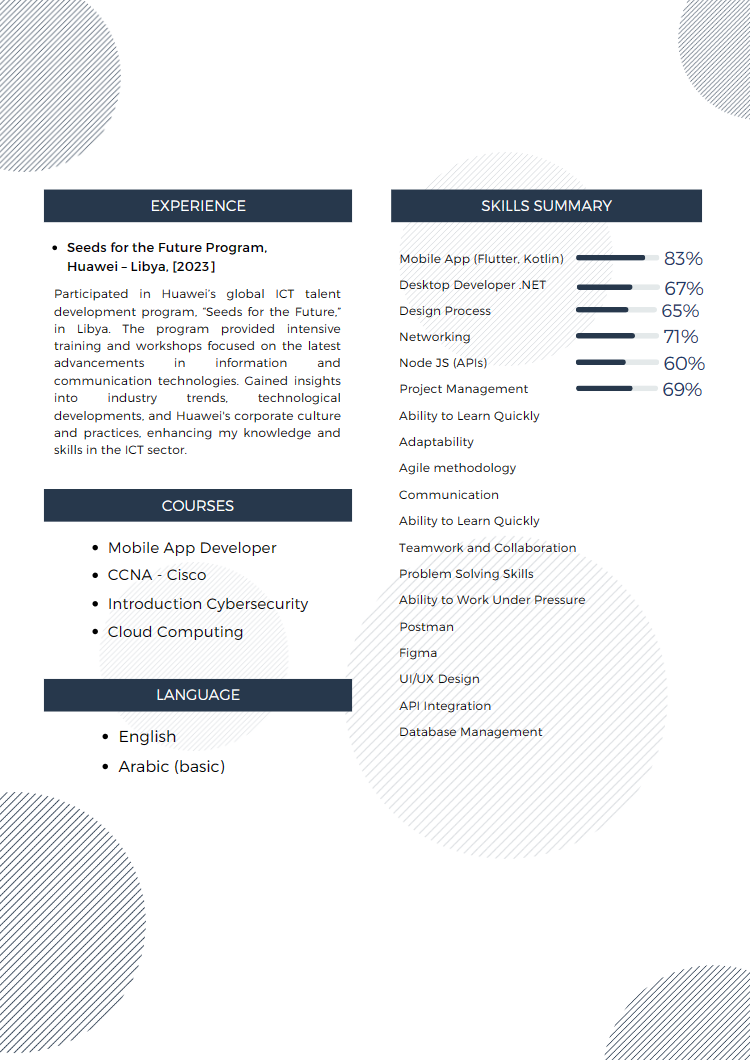 EXPERIENCE
• Seeds for the Future Program,
Huawei – Libya, [2023]
Participated in Huawei's global ICT talent
development program, "Seeds for the Future,"
in Libya. The program provided intensive
training and workshops focused on the latest
advancements in information and
communication technologies. Gained insights
into industry trends, technological
developments, and Huawei's corporate culture
and practices, enhancing my knowledge and
skills in the ICT sector.
COURSES
• Mobile App Developer
• CCNA - Cisco
• Introduction Cybersecurity
• Cloud Computing
LANGUAGE
• English
• Arabic (basic)
SKILLS SUMMARY
Mobile App (Flutter, Kotlin) 83%
Desktop Developer .NET 67%
Design Process 65%
Networking 71%
Node JS (APIs) 60%
Project Management 69%
Ability to Learn Quickly
Adaptability
Agile methodology
Communication
Ability to Learn Quickly
Teamwork and Collaboration
Problem Solving Skills
Ability to Work Under Pressure
Postman
Figma
UI/UX Design
API Integration
Database Management